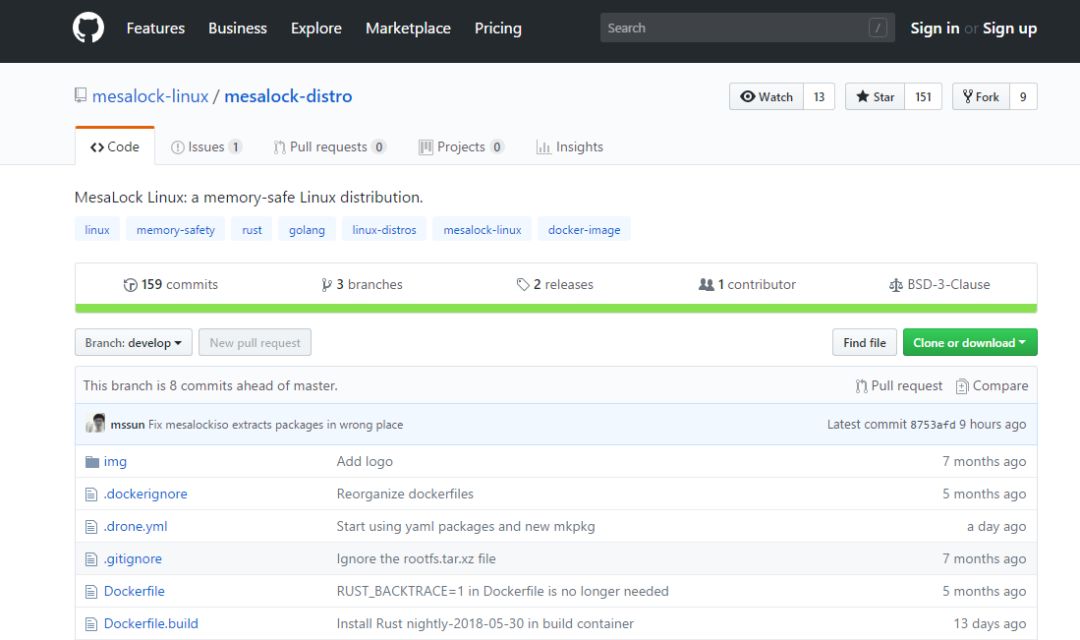 Features Business Explore Marketplace Pricing Search / Sign in or Sign up
mesalock-linux / mesalock-distro Watch 13 Star 151 Fork 9
Code Issues 1 Pull requests 0 Projects 0 Insights
MesaLock Linux: a memory-safe Linux distribution.
linux memory-safety rust golang linux-distros mesalock-linux docker-image
159 commits 3 branches 2 releases 1 contributor BSD-3-Clause
Branch: develop New pull request Find file Clone or download
This branch is 8 commits ahead of master. Pull request Compare
mssun Fix mesalockiso extracts packages in wrong place Latest commit 8753afd 9 hours ago
img Add logo 7 months ago
.dockerignore Reorganize dockerfiles 5 months ago
.drone.yml Start using yaml packages and new mkpkg a day ago
.gitignore Ignore the rootfs.tar.xz file 7 months ago
Dockerfile RUST_BACKTRACE=1 in Dockerfile is no longer needed 5 months ago
Dockerfile.build Install Rust nightly-2018-05-30 in build container 13 days ago